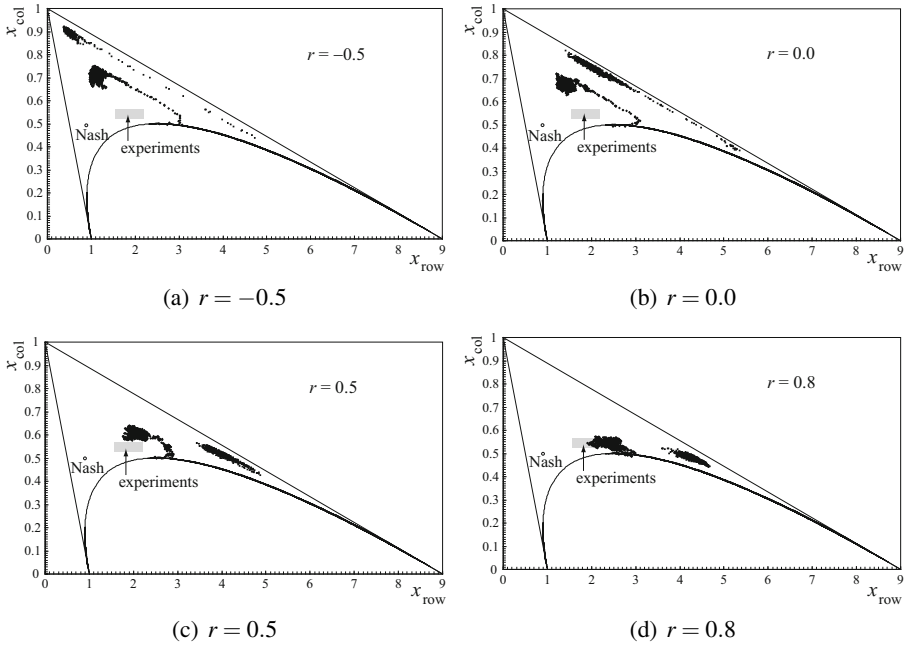 x_col
1
0.9
0.8
0.7
0.6
0.5
0.4
0.3
0.2
0.1
0
r = −0.5
Nash
experiments
0 1 2 3 4 5 6 7 8 9
x_row
(a) r = −0.5
x_col
1
0.9
0.8
0.7
0.6
0.5
0.4
0.3
0.2
0.1
0
r = 0.0
Nash
experiments
0 1 2 3 4 5 6 7 8 9
x_row
(b) r = 0.0
x_col
1
0.9
0.8
0.7
0.6
0.5
0.4
0.3
0.2
0.1
0
r = 0.5
Nash
experiments
0 1 2 3 4 5 6 7 8 9
x_row
(c) r = 0.5
x_col
1
0.9
0.8
0.7
0.6
0.5
0.4
0.3
0.2
0.1
0
r = 0.8
Nash
experiments
0 1 2 3 4 5 6 7 8 9
x_row
(d) r = 0.8